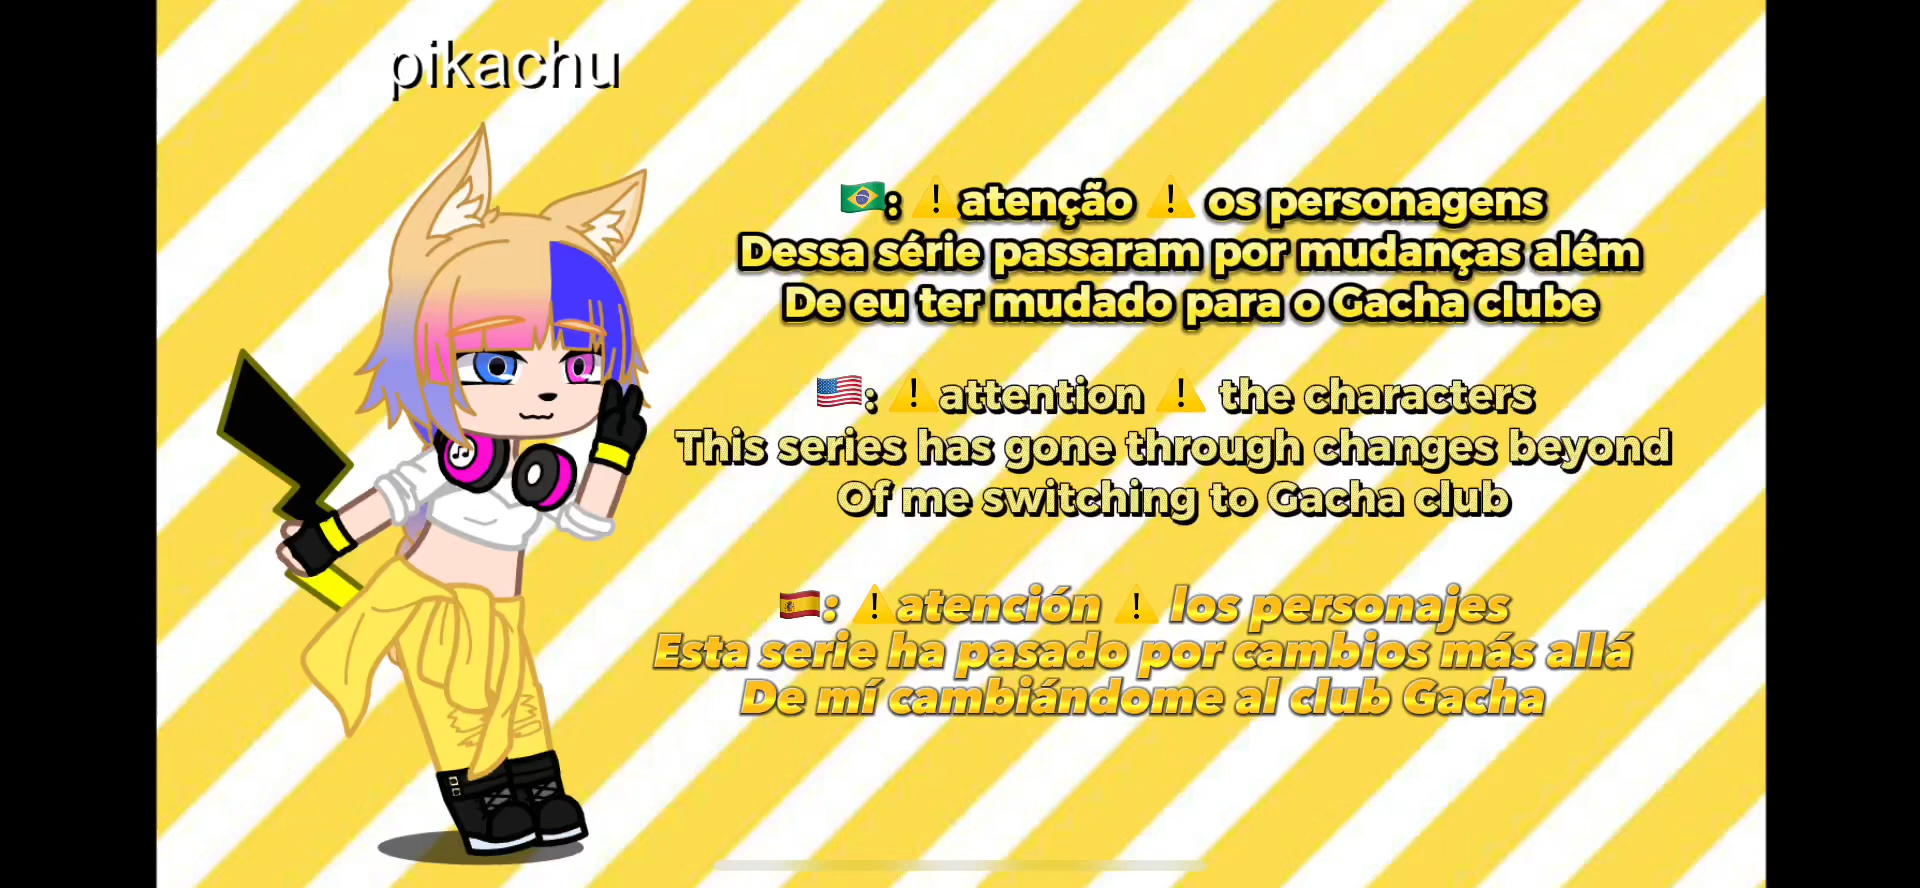 pikachu
🇧🇷: ⚠️atenção ⚠️ os personagens
Dessa série passaram por mudanças além
De eu ter mudado para o Gacha clube
🇺🇸: ⚠️attention ⚠️ the characters
This series has gone through changes beyond
Of me switching to Gacha club
🇪🇸: ⚠️atención ⚠️ los personajes
Esta serie ha pasado por cambios más allá
De mí cambiándome al club Gacha